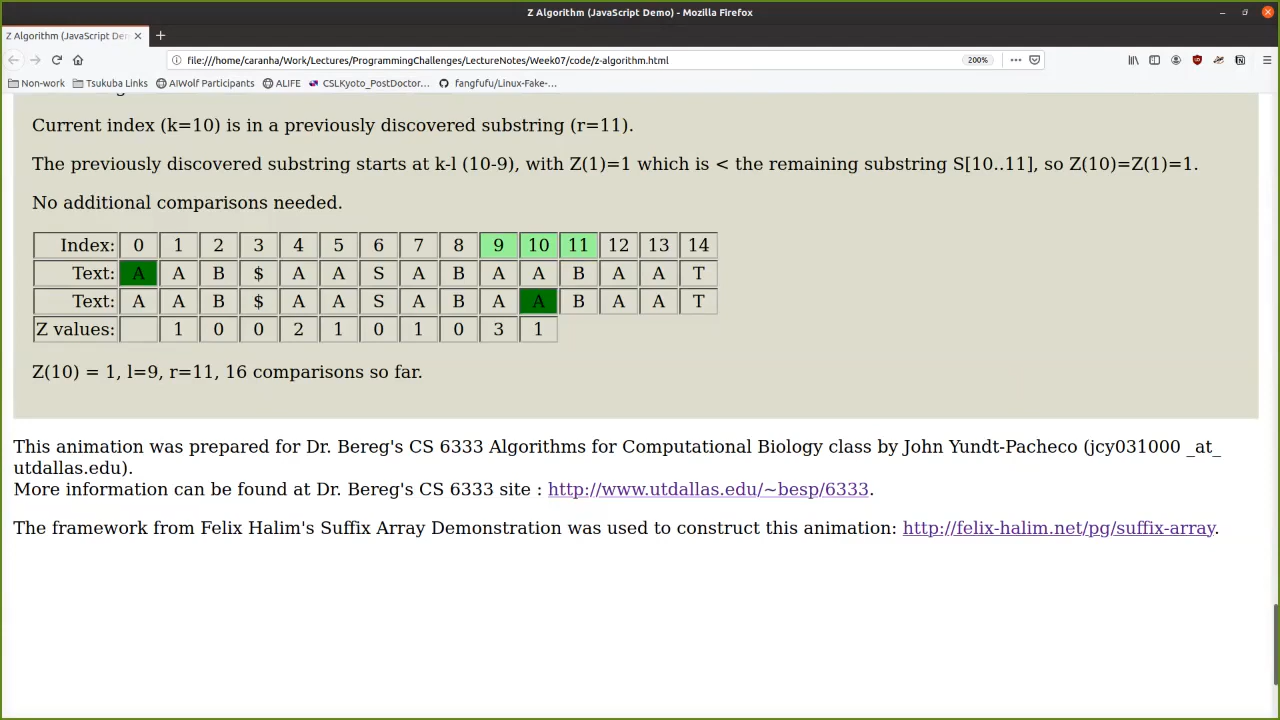 Z Algorithm (JavaScript Demo) - Mozilla Firefox
Z Algorithm (JavaScript Den
file:///home/caranha/Work/Lectures/ProgrammingChallenges/LectureNotes/Week07/code/z-algorithm.html 200%
Non-work Tsukuba Links AIWolf Participants ALIFE CSLKyoto_PostDoctor… fangfufu/Linux-Fake-…
Current index (k=10) is in a previously discovered substring (r=11).
The previously discovered substring starts at k-l (10-9), with Z(1)=1 which is < the remaining substring S[10..11], so Z(10)=Z(1)=1.
No additional comparisons needed.
Index: 0 1 2 3 4 5 6 7 8 9 10 11 12 13 14
Text: A A B $ A A S A B A A B A A T
Text: A A B $ A A S A B A A B A A T
Z values: 1 0 0 2 1 0 1 0 3 1
Z(10) = 1, l=9, r=11, 16 comparisons so far.
This animation was prepared for Dr. Bereg's CS 6333 Algorithms for Computational Biology class by John Yundt-Pacheco (jcy031000 _at_
utdallas.edu).
More information can be found at Dr. Bereg's CS 6333 site : http://www.utdallas.edu/~besp/6333.
The framework from Felix Halim's Suffix Array Demonstration was used to construct this animation: http://felix-halim.net/pg/suffix-array.